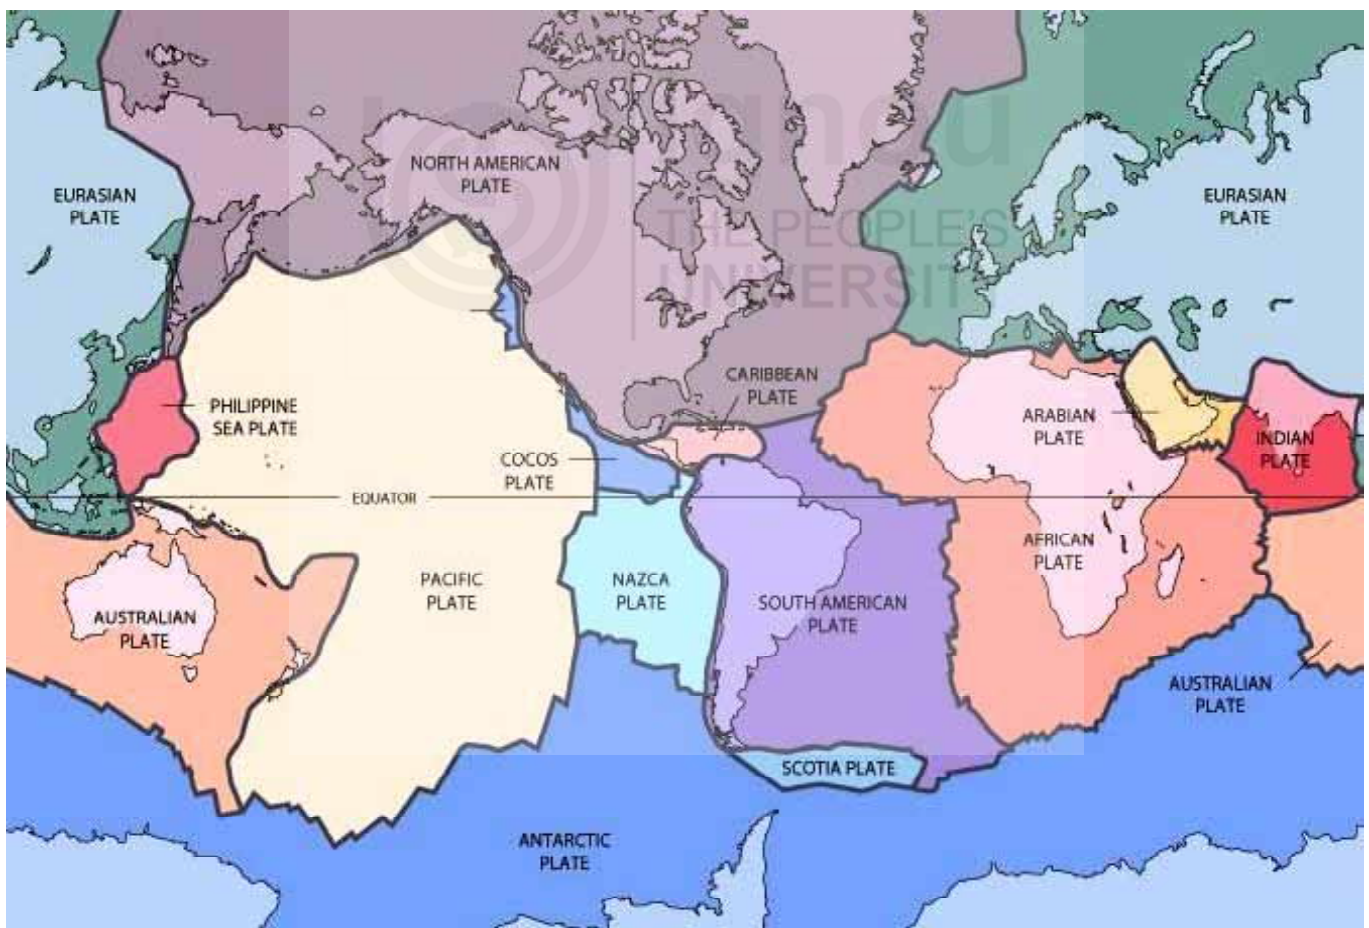 NORTH AMERICAN
PLATE
EURASIAN
PLATE
EURASIAN
PLATE
THE PEOPLE'S
UNIVERSITY
CARIBBEAN
PLATE
PHILIPPINE
SEA PLATE
ARABIAN
PLATE
INDIAN
PLATE
COCOS
PLATE
EQUATOR
AFRICAN
PLATE
PACIFIC
PLATE
NAZCA
PLATE
SOUTH AMERICAN
PLATE
AUSTRALIAN
PLATE
AUSTRALIAN
PLATE
SCOTIA PLATE
ANTARCTIC
PLATE